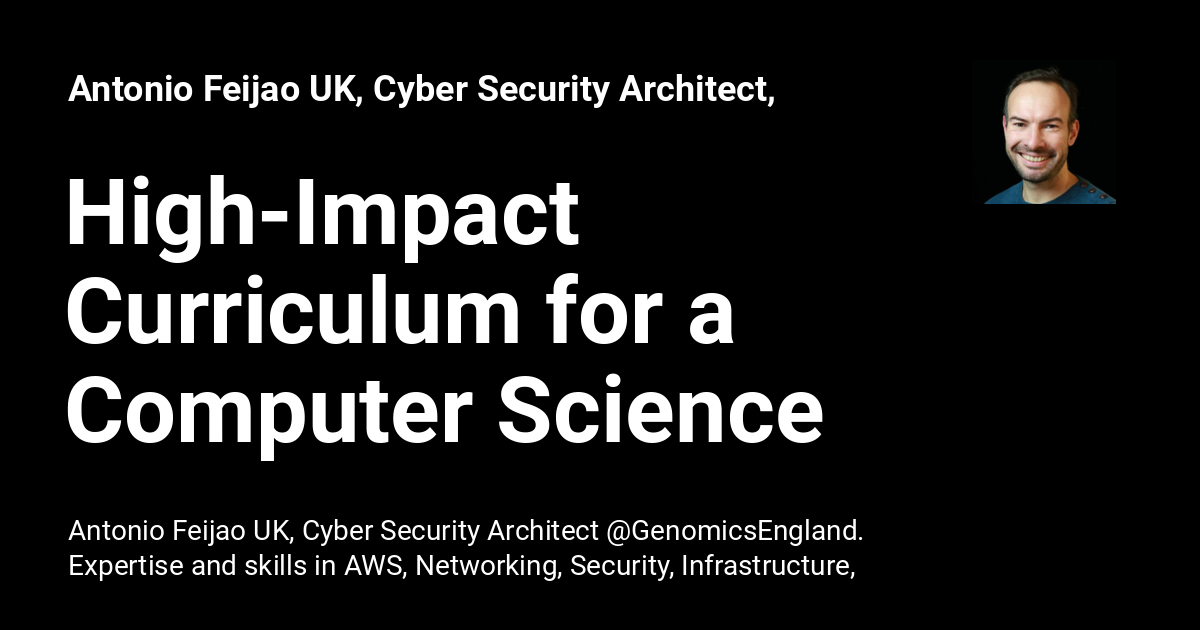 Antonio Feijao UK, Cyber Security Architect,
High-Impact
Curriculum for a
Computer Science
Antonio Feijao UK, Cyber Security Architect @GenomicsEngland.
Expertise and skills in AWS, Networking, Security, Infrastructure,